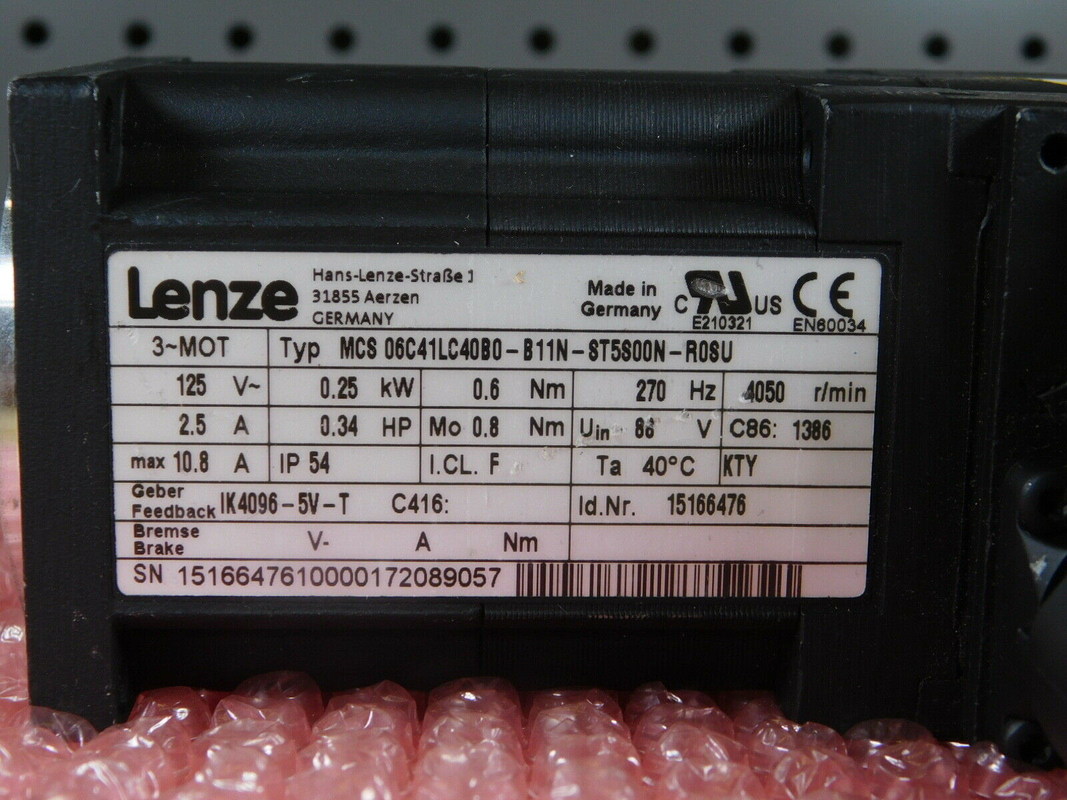 Lenze
Hans-Lenze-Straße 1
31855 Aerzen
GERMANY
Made in
Germany
C US
E210321
CE
EN60034
3~MOT Typ MCS 06C41LC40B0-B11N-ST5S00N-R0SU
125 V~ 0.25 kW 0.6 Nm 270 Hz 4050 r/min
2.5 A 0.34 HP Mo 0.8 Nm Uin 88 V C86: 1386
max 10.8 A IP 54 I.CL. F Ta 40°C KTY
Geber
Feedback IK4096-5V-T C416: Id.Nr. 15166476
Bremse
Brake V- A Nm
SN 1516647610000172089057